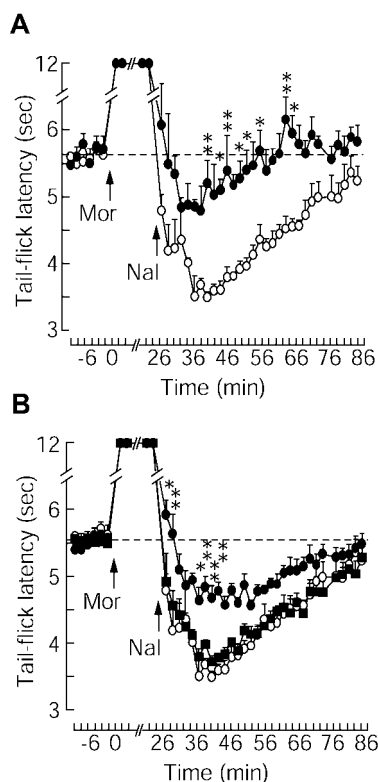 A
12
6
5
4
3
Tail-flick latency (sec)
Mor
Nal
** * ** * * * ** *
-6 0 26 36 46 56 66 76 86
Time (min)
B
12
6
5
4
3
Tail-flick latency (sec)
Mor
Nal
* ** * ** * **
-6 0 26 36 46 56 66 76 86
Time (min)